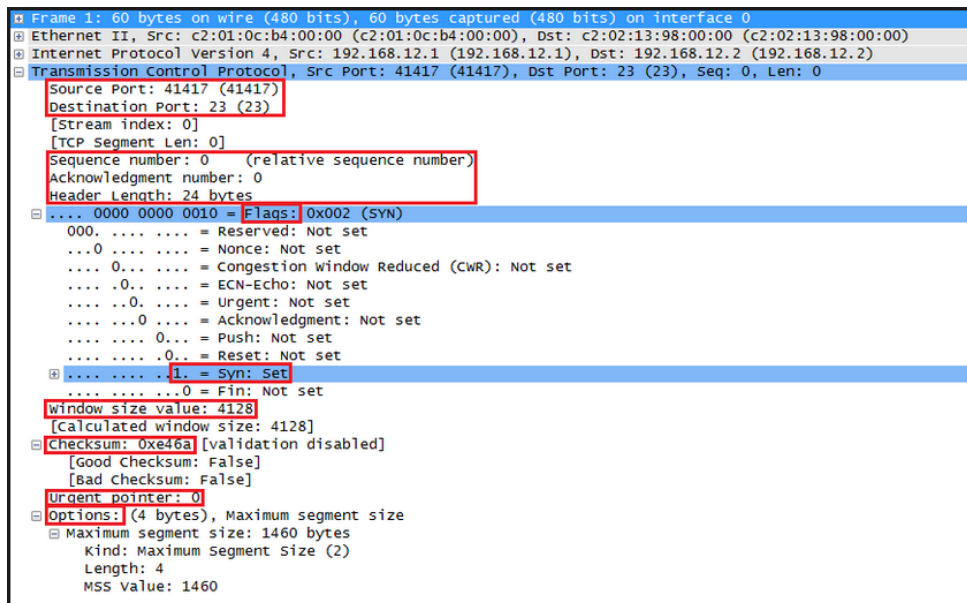 Frame 1: 60 bytes on wire (480 bits), 60 bytes captured (480 bits) on interface 0
Ethernet II, Src: c2:01:0c:b4:00:00 (c2:01:0c:b4:00:00), Dst: c2:02:13:98:00:00 (c2:02:13:98:00:00)
Internet Protocol Version 4, Src: 192.168.12.1 (192.168.12.1), Dst: 192.168.12.2 (192.168.12.2)
Transmission Control Protocol, Src Port: 41417 (41417), Dst Port: 23 (23), Seq: 0, Len: 0
Source Port: 41417 (41417)
Destination Port: 23 (23)
[Stream index: 0]
[TCP Segment Len: 0]
Sequence number: 0    (relative sequence number)
Acknowledgment number: 0
Header Length: 24 bytes
.... 0000 0000 0010 = Flags: 0x002 (SYN)
000. .... .... = Reserved: Not set
...0 .... .... = Nonce: Not set
.... 0... .... = Congestion Window Reduced (CWR): Not set
.... .0.. .... = ECN-Echo: Not set
.... ..0. .... = Urgent: Not set
.... ...0 .... = Acknowledgment: Not set
.... .... 0... = Push: Not set
.... .... .0.. = Reset: Not set
.... .... ..1. = Syn: Set
.... .... ...0 = Fin: Not set
Window size value: 4128
[Calculated window size: 4128]
Checksum: 0xe46a [validation disabled]
[Good Checksum: False]
[Bad Checksum: False]
Urgent pointer: 0
Options: (4 bytes), Maximum segment size
Maximum segment size: 1460 bytes
Kind: Maximum Segment Size (2)
Length: 4
MSS Value: 1460